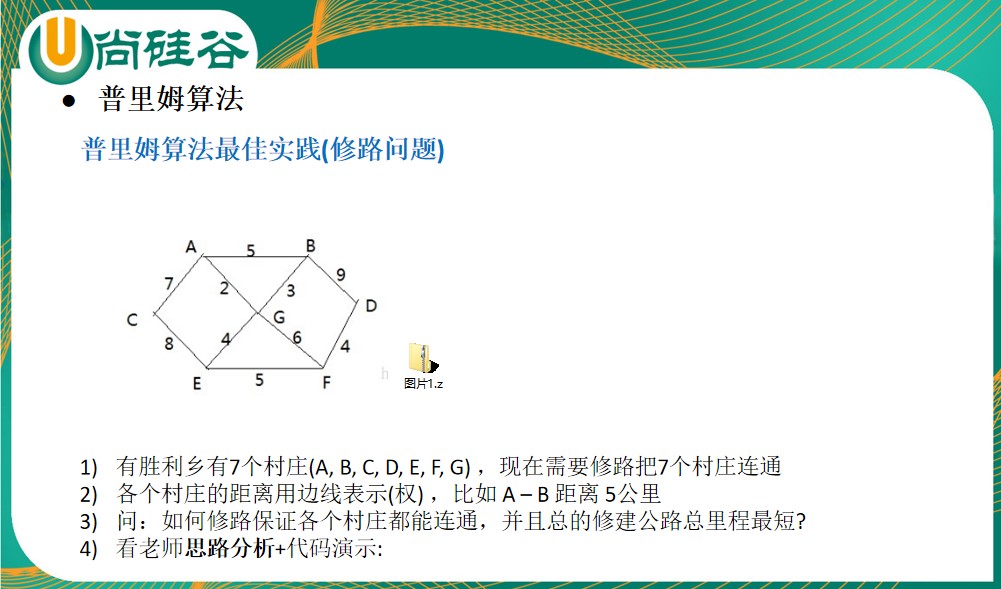 尚硅谷
● 普里姆算法
普里姆算法最佳实践(修路问题)
A 5 B
7 2 3 9
C G D
8 4 6 4
E 5 F
h
图片1.z
1) 有胜利乡有7个村庄(A, B, C, D, E, F, G) ，现在需要修路把7个村庄连通
2) 各个村庄的距离用边线表示(权) ，比如 A – B 距离 5公里
3) 问：如何修路保证各个村庄都能连通，并且总的修建公路总里程最短?
4) 看老师思路分析+代码演示: